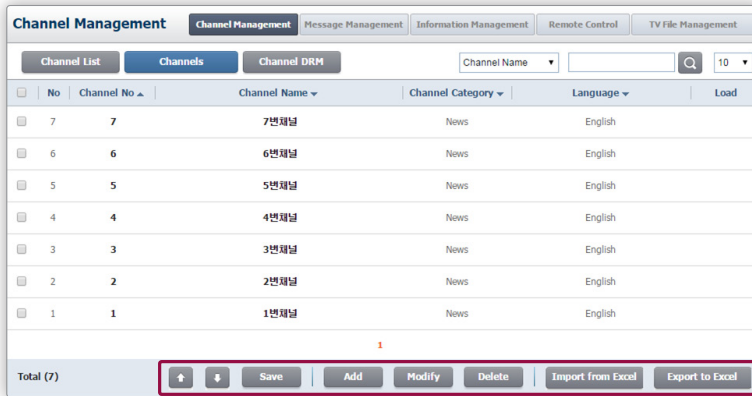 Channel Management Channel Management Message Management Information Management Remote Control TV File Management
Channel List Channels Channel DRM Channel Name 10
No Channel No Channel Name Channel Category Language Load
7 7 7번채널 News English
6 6 6번채널 News English
5 5 5번채널 News English
4 4 4번채널 News English
3 3 3번채널 News English
2 2 2번채널 News English
1 1 1번채널 News English
1
Total (7) Save Add Modify Delete Import from Excel Export to Excel